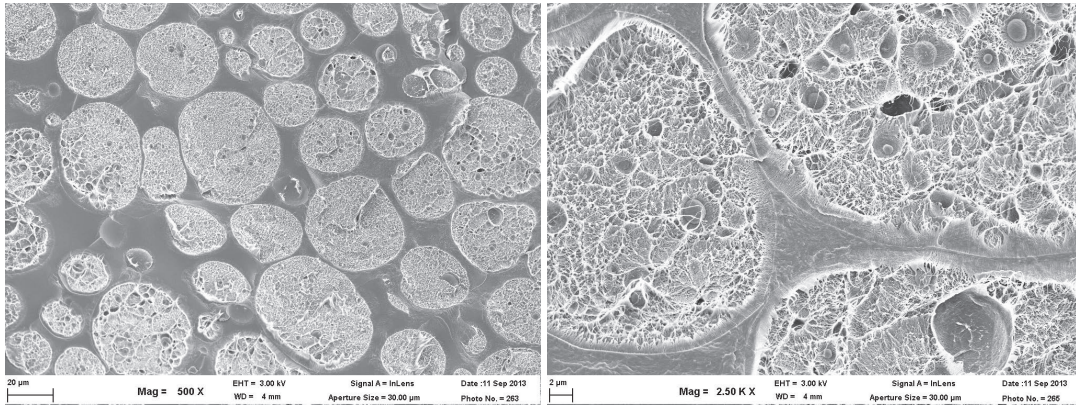 20 µm
Mag = 500 X
EHT = 3.00 kV
WD = 4 mm
Signal A = InLens
Aperture Size = 30.00 µm
Date :11 Sep 2013
Photo No. = 263
2 µm
Mag = 2.50 K X
EHT = 3.00 kV
WD = 4 mm
Signal A = InLens
Aperture Size = 30.00 µm
Date :11 Sep 2013
Photo No. = 265